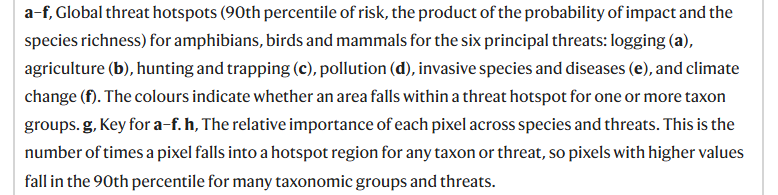 a–f, Global threat hotspots (90th percentile of risk, the product of the probability of impact and the
species richness) for amphibians, birds and mammals for the six principal threats: logging (a),
agriculture (b), hunting and trapping (c), pollution (d), invasive species and diseases (e), and climate
change (f). The colours indicate whether an area falls within a threat hotspot for one or more taxon
groups. g, Key for a–f. h, The relative importance of each pixel across species and threats. This is the
number of times a pixel falls into a hotspot region for any taxon or threat, so pixels with higher values
fall in the 90th percentile for many taxonomic groups and threats.